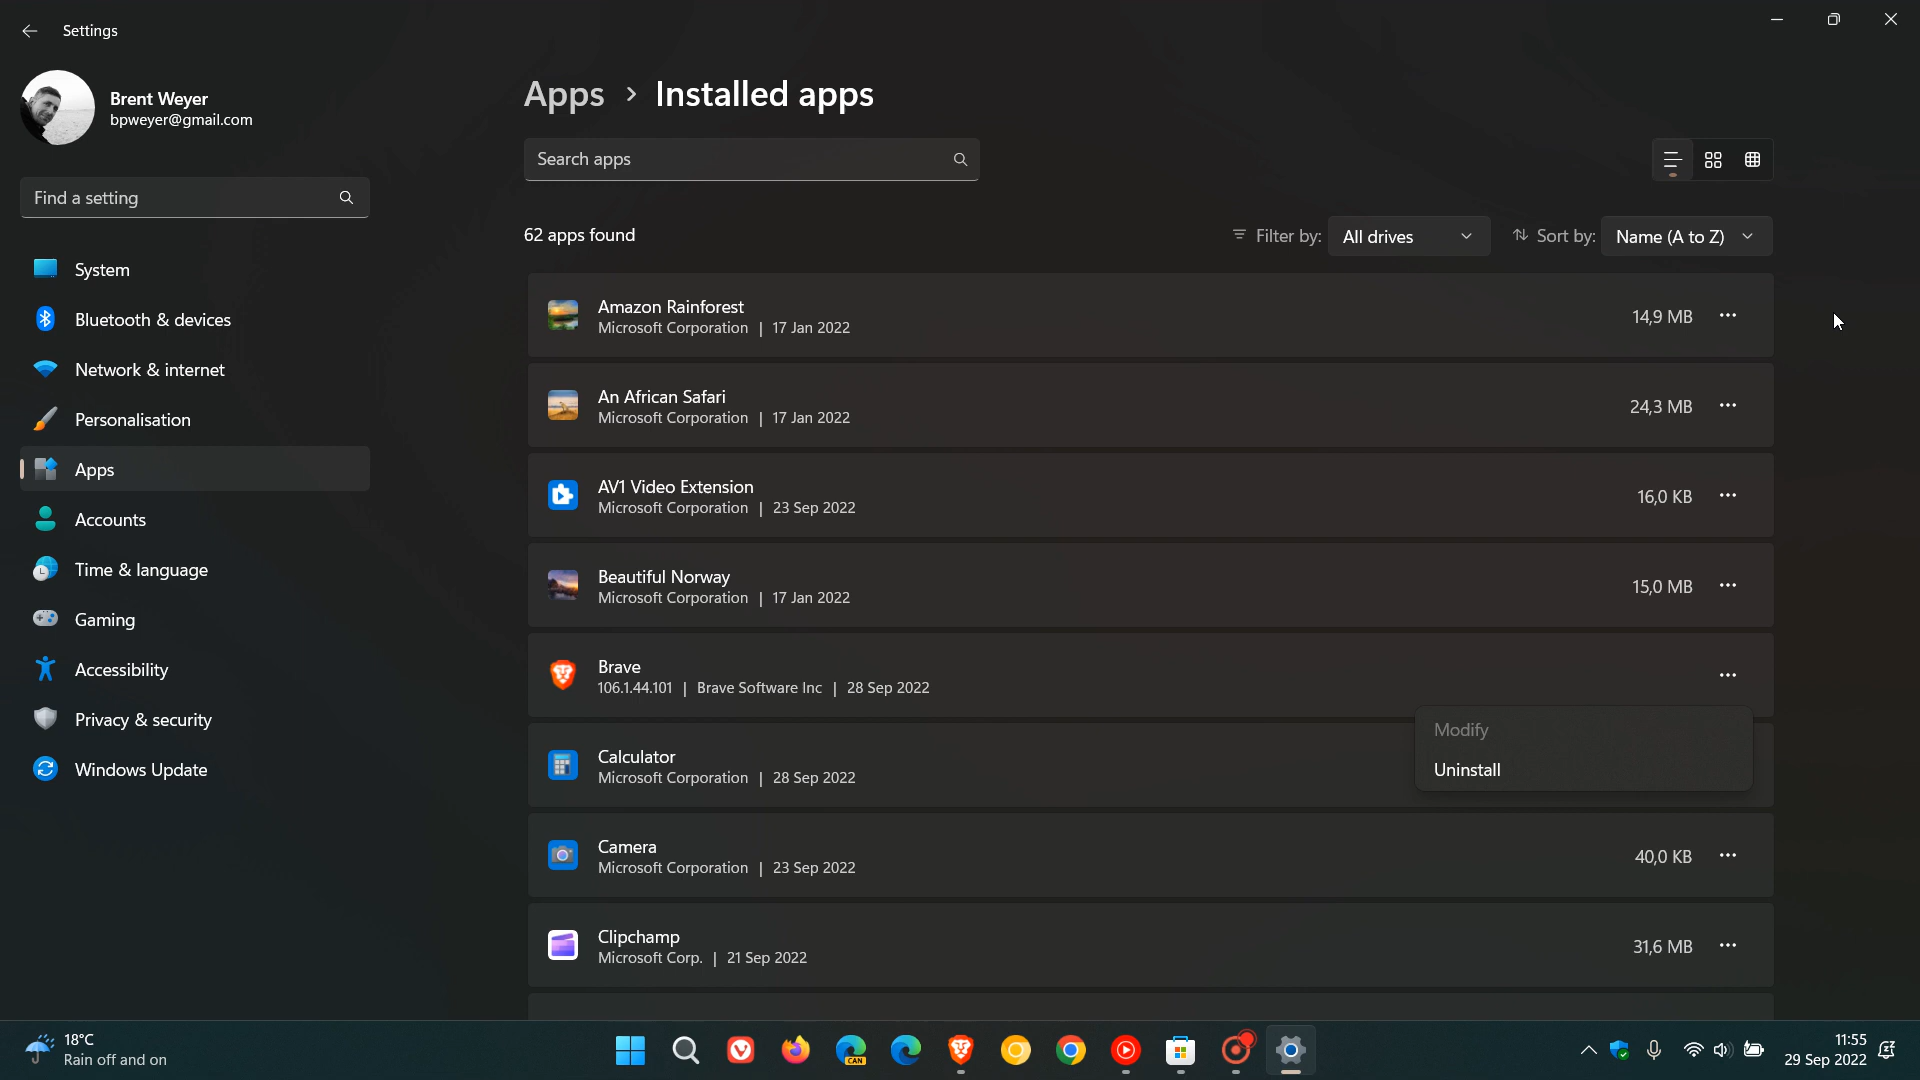 Settings
Brent Weyer
bpweyer@gmail.com
Find a setting
System
Bluetooth & devices
Network & internet
Personalisation
Apps
Accounts
Time & language
Gaming
Accessibility
Privacy & security
Windows Update
Apps > Installed apps
Search apps
62 apps found
Filter by: All drives
Sort by: Name (A to Z)
Amazon Rainforest
Microsoft Corporation | 17 Jan 2022
14,9 MB
An African Safari
Microsoft Corporation | 17 Jan 2022
24,3 MB
AV1 Video Extension
Microsoft Corporation | 23 Sep 2022
16,0 KB
Beautiful Norway
Microsoft Corporation | 17 Jan 2022
15,0 MB
Brave
106.1.44.101 | Brave Software Inc | 28 Sep 2022
Modify
Uninstall
Calculator
Microsoft Corporation | 28 Sep 2022
Camera
Microsoft Corporation | 23 Sep 2022
40,0 KB
Clipchamp
Microsoft Corp. | 21 Sep 2022
31,6 MB
18°C
Rain off and on
CAN
11:55
29 Sep 2022